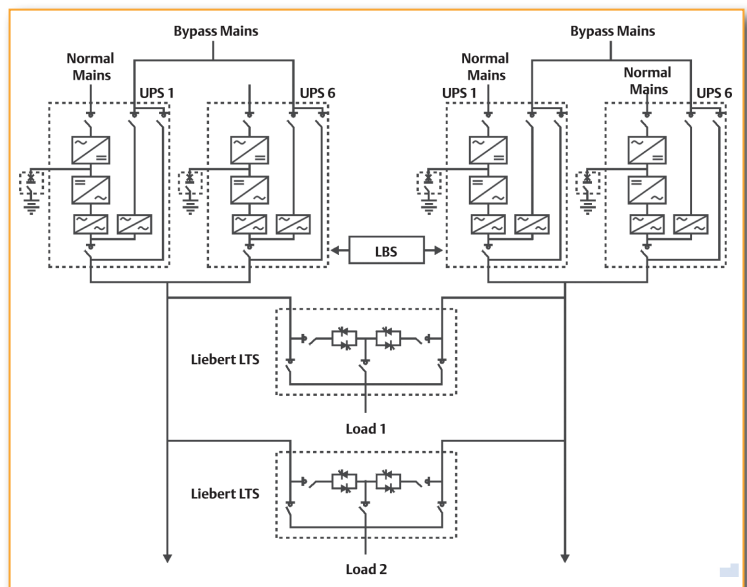 Bypass Mains
Bypass Mains
Normal
Mains
UPS 1
UPS 6
Normal
Mains
UPS 1
Normal
Mains
UPS 6
LBS
Liebert LTS
Load 1
Liebert LTS
Load 2